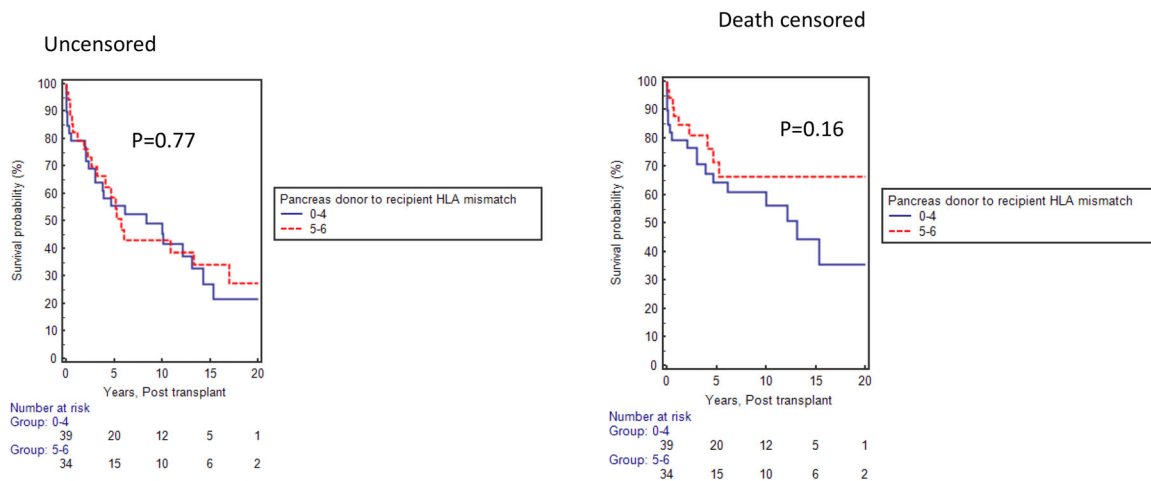 Uncensored
Death censored
100
90
80
70
60
50
40
30
20
10
0
Survival probability (%)
P=0.77
0 5 10 15 20
Years, Post transplant
Pancreas donor to recipient HLA mismatch
0-4
5-6
Number at risk
Group: 0-4
39 20 12 5 1
Group: 5-6
34 15 10 6 2
100
90
80
70
60
50
40
30
20
10
0
Survival probability (%)
P=0.16
0 5 10 15 20
Years, Post transplant
Pancreas donor to recipient HLA mismatch
0-4
5-6
Number at risk
Group: 0-4
39 20 12 5 1
Group: 5-6
34 15 10 6 2